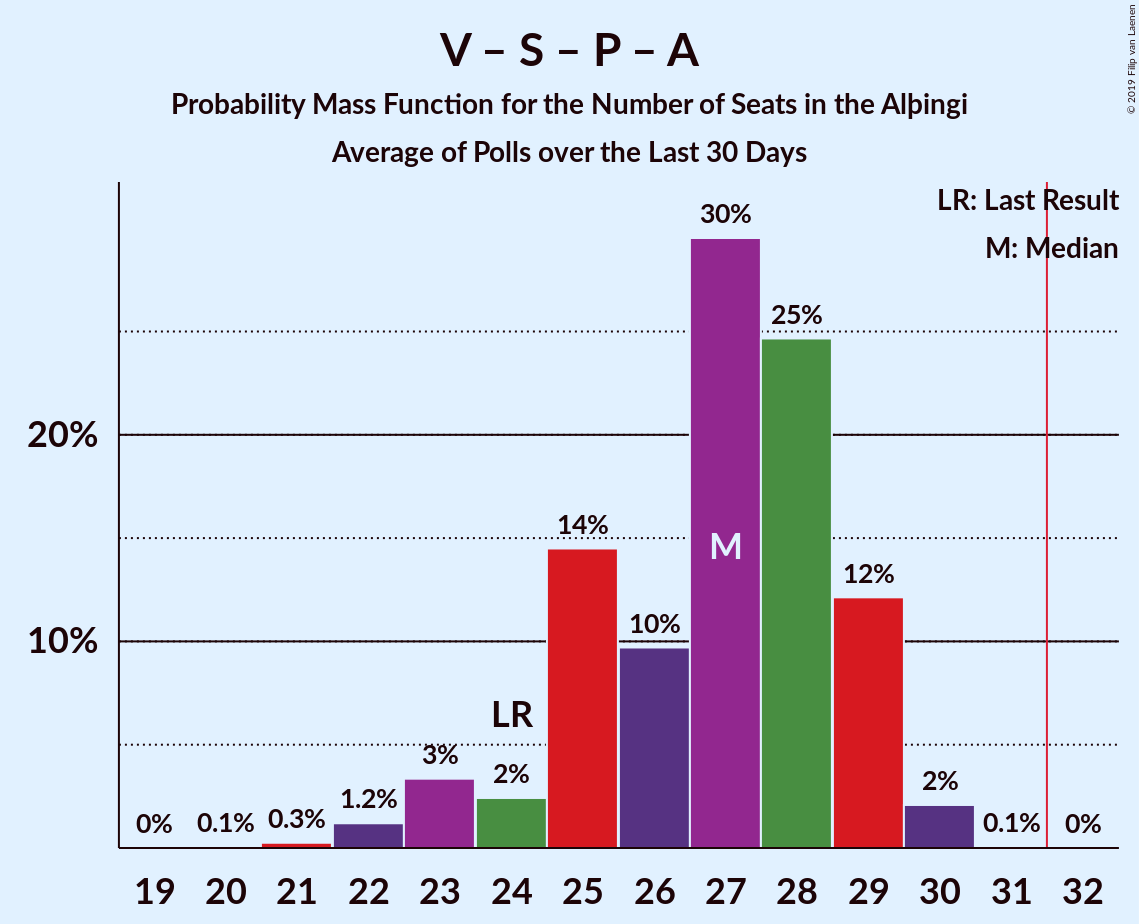 V – S – P – A
Probability Mass Function for the Number of Seats in the Alþingi
Average of Polls over the Last 30 Days
© 2019 Filip van Laenen
LR: Last Result
M: Median
30%
25%
20%
14%
M
12%
10%
10%
LR
3%
2%
2%
1.2%
0.3%
0.1%
0%
0.1%
0%
19 20 21 22 23 24 25 26 27 28 29 30 31 32